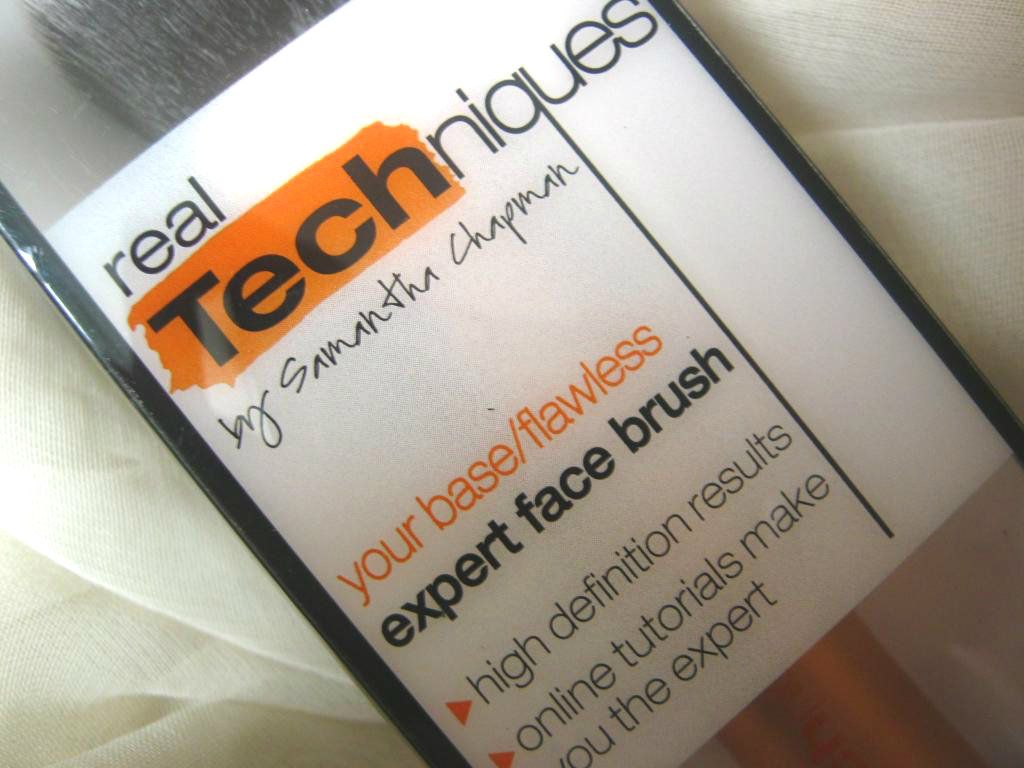 real
Techniques
by Samantha Chapman
your base/flawless
expert face brush
high definition results
online tutorials make
you the expert